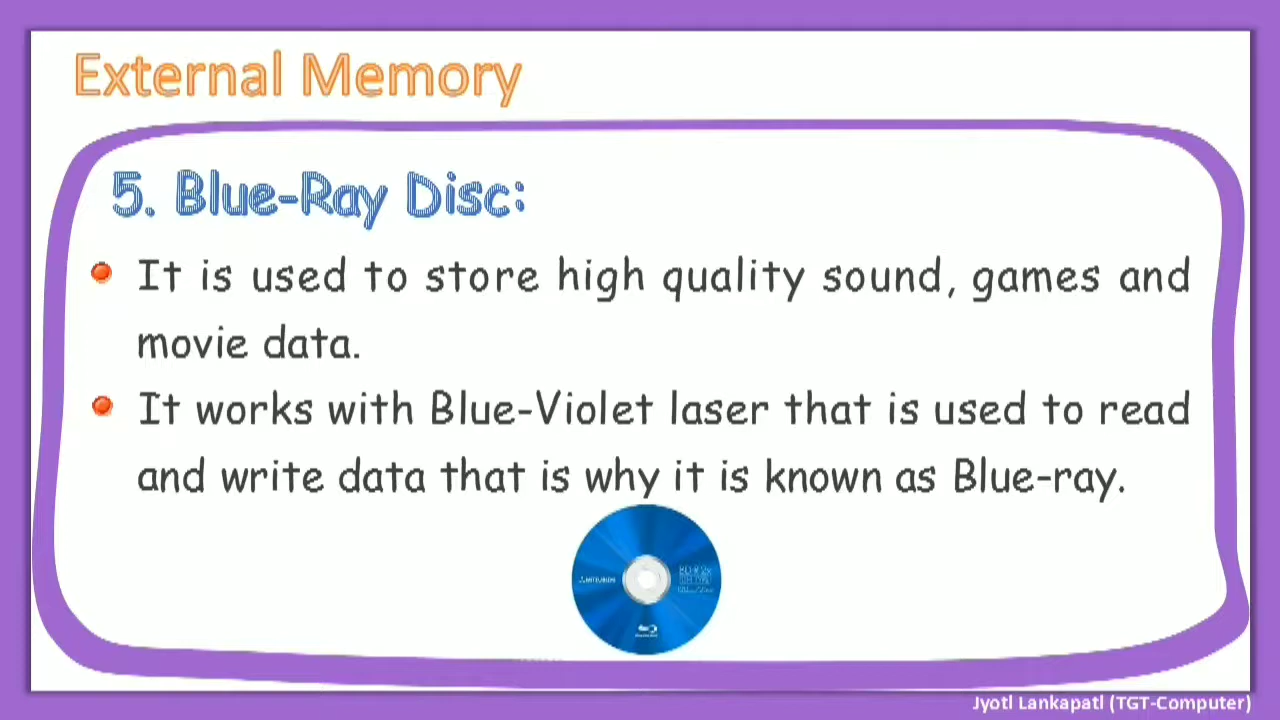 External Memory
5. Blue-Ray Disc:
It is used to store high quality sound, games and
movie data.
It works with Blue-Violet laser that is used to read
and write data that is why it is known as Blue-ray.
Jyoti Lankapati (TGT-Computer)